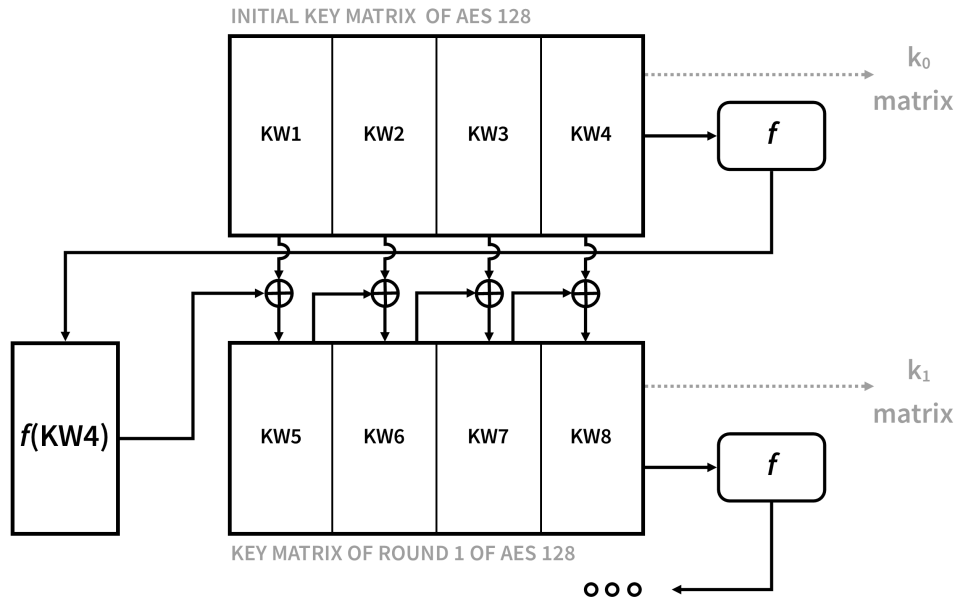 INITIAL KEY MATRIX OF AES 128
k0
matrix
KW1 KW2 KW3 KW4
f
f(KW4)
KW5 KW6 KW7 KW8
k1
matrix
f
KEY MATRIX OF ROUND 1 OF AES 128